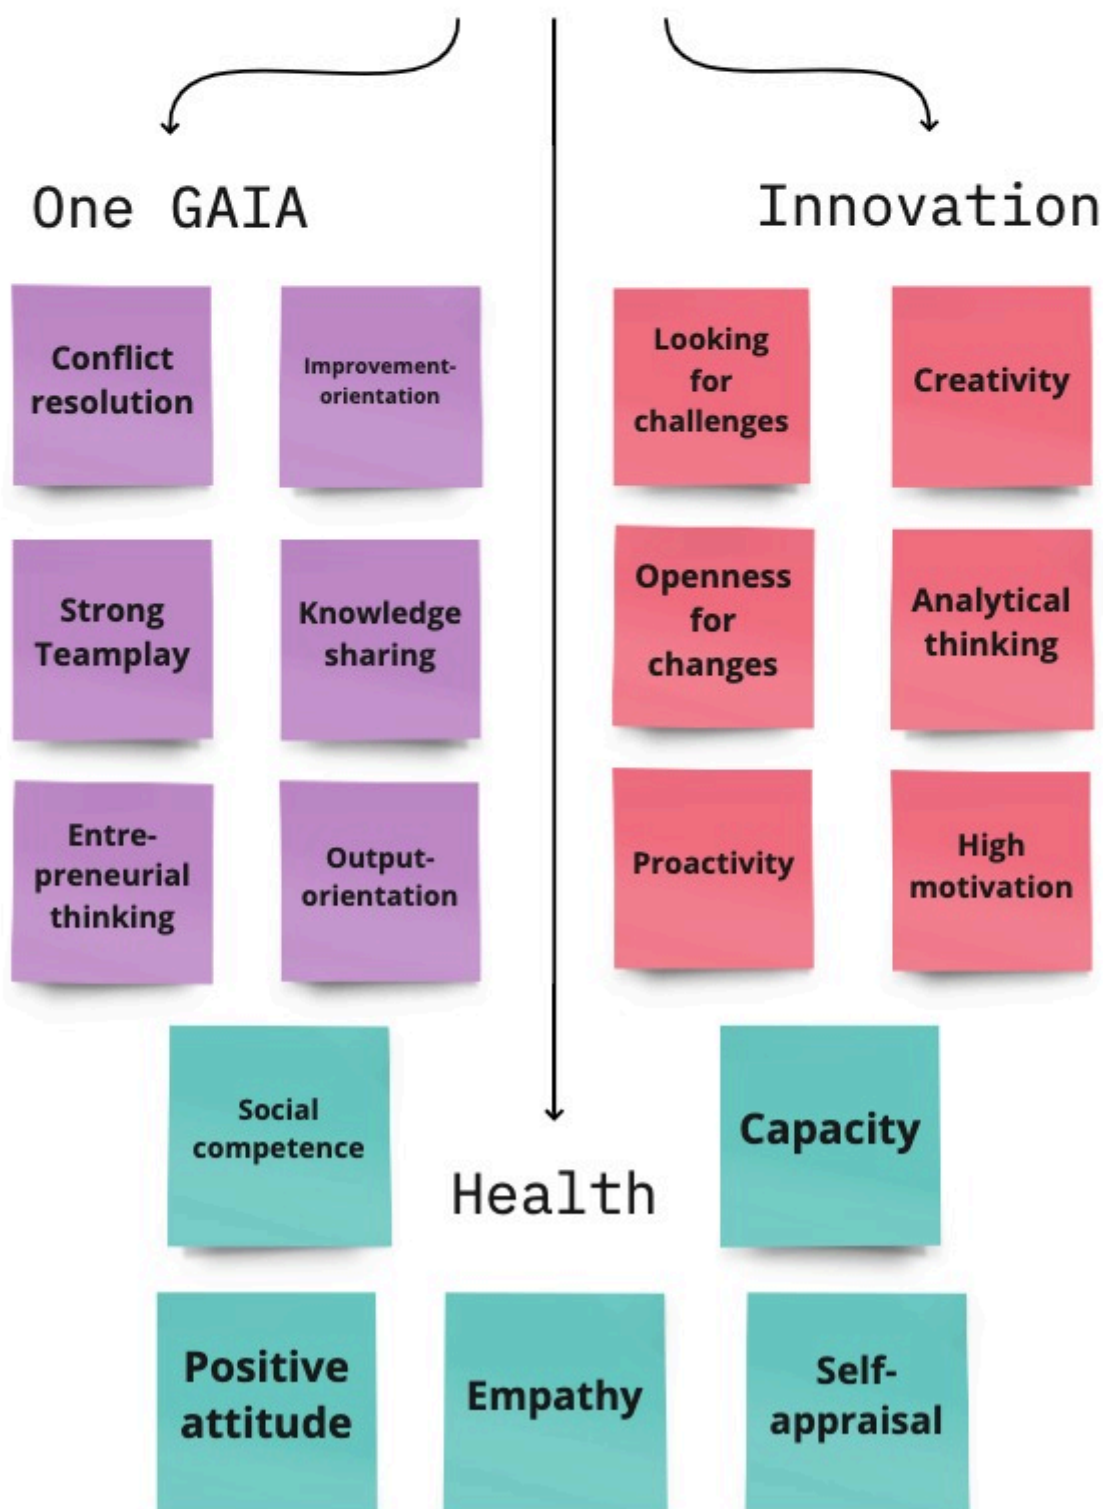 One GAIA
Innovation
Conflict
resolution
Improvement-
orientation
Looking
for
challenges
Creativity
Strong
Teamplay
Knowledge
sharing
Openness
for
changes
Analytical
thinking
Entre-
preneurial
thinking
Output-
orientation
Proactivity
High
motivation
Social
competence
Capacity
Health
Positive
attitude
Empathy
Self-
appraisal